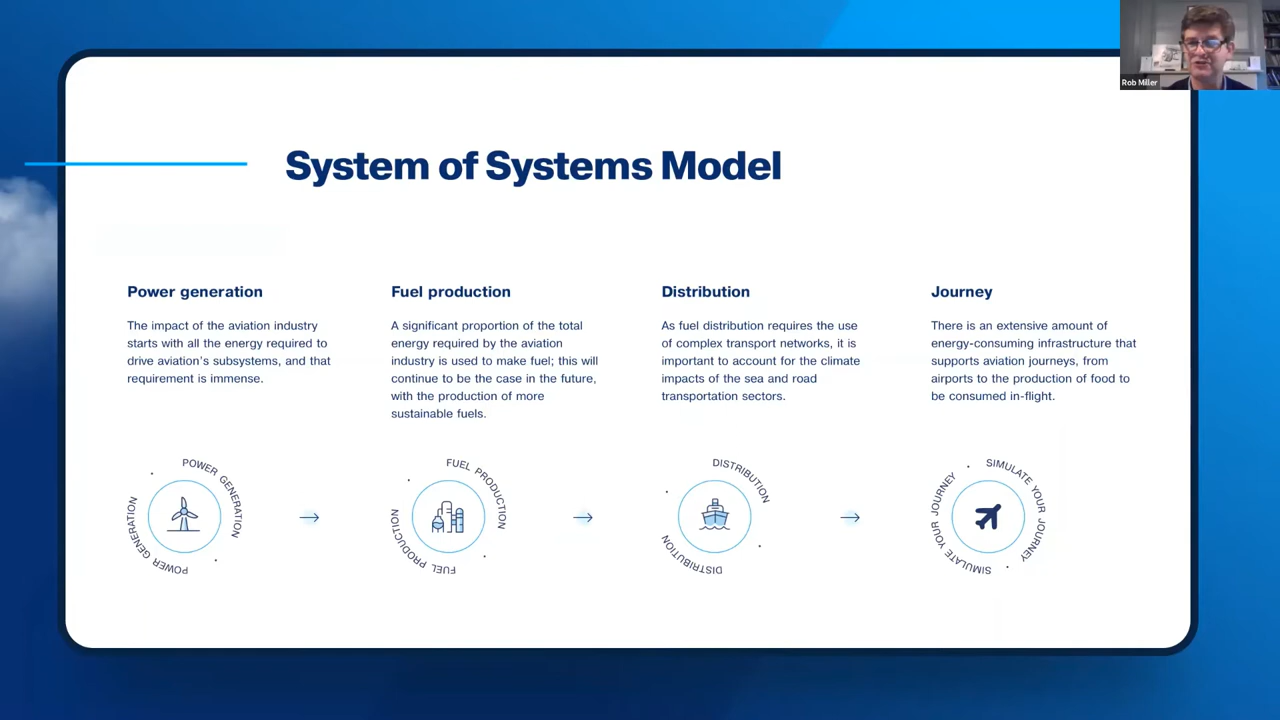 Rob Miller
System of Systems Model
Power generation
The impact of the aviation industry
starts with all the energy required to
drive aviation's subsystems, and that
requirement is immense.
Fuel production
A significant proportion of the total
energy required by the aviation
industry is used to make fuel; this will
continue to be the case in the future,
with the production of more
sustainable fuels.
Distribution
As fuel distribution requires the use
of complex transport networks, it is
important to account for the climate
impacts of the sea and road
transportation sectors.
Journey
There is an extensive amount of
energy-consuming infrastructure that
supports aviation journeys, from
airports to the production of food to
be consumed in-flight.
POWER GENERATION
POWER GENERATION
FUEL PRODUCTION
FUEL PRODUCTION
DISTRIBUTION
DISTRIBUTION
SIMULATE YOUR JOURNEY
SIMULATE YOUR JOURNEY